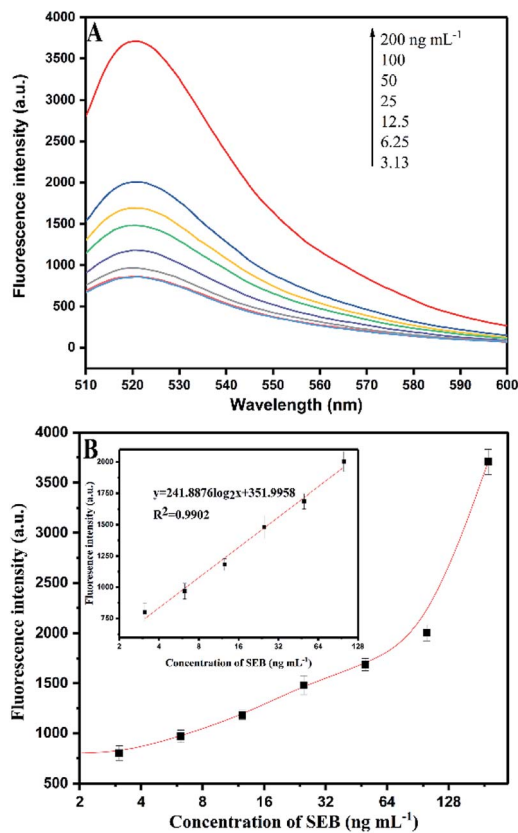 A
4000
3500
3000
2500
2000
1500
1000
500
0
Fluorescence intensity (a.u.)
200 ng mL-1
100
50
25
12.5
6.25
3.13
510 520 530 540 550 560 570 580 590 600
Wavelength (nm)
B
4000
3500
3000
2500
2000
1500
1000
500
Fluorescence intensity (a.u.)
2000
1750
1500
1250
1000
750
Fluoresence intensity (a.u.)
y=241.8876log2x+351.9958
R2=0.9902
2 4 8 16 32 64 128
Concentration of SEB (ng mL-1)
2 4 8 16 32 64 128
Concentration of SEB (ng mL-1)